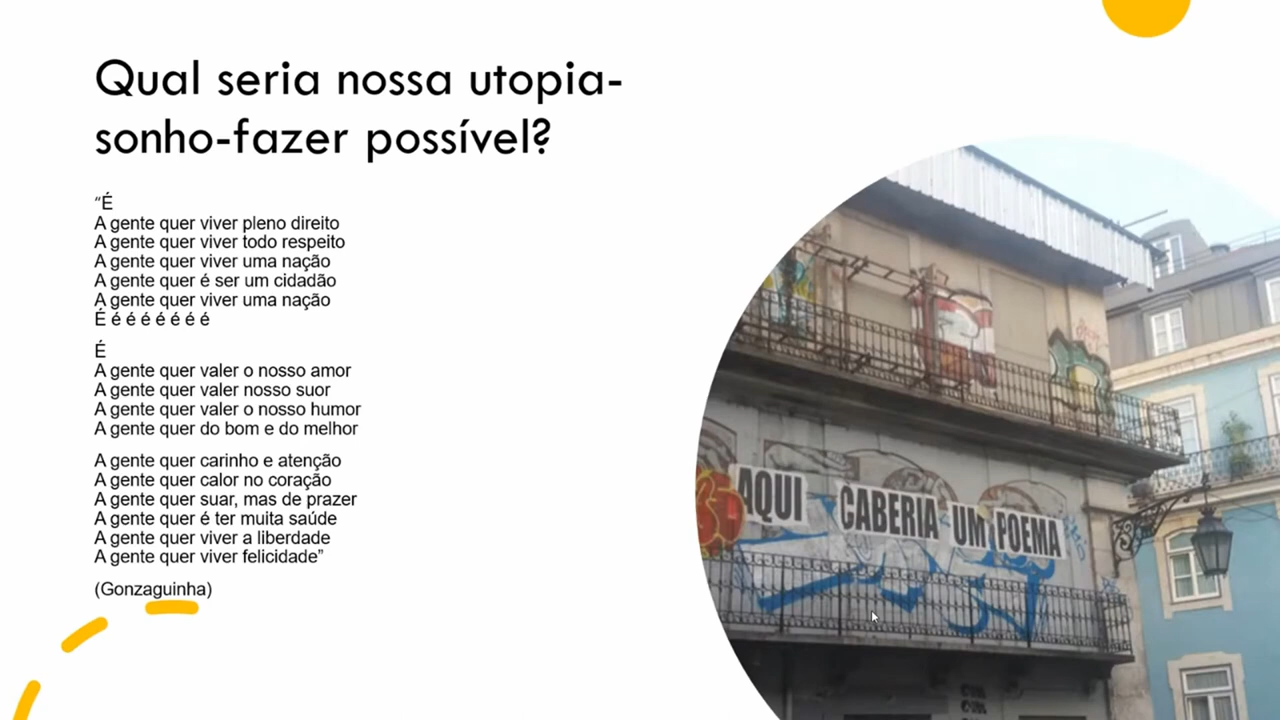 Qual seria nossa utopia-
sonho-fazer possível?
“É
A gente quer viver pleno direito
A gente quer viver todo respeito
A gente quer viver uma nação
A gente quer é ser um cidadão
A gente quer viver uma nação
É é é é é é é é
É
A gente quer valer o nosso amor
A gente quer valer nosso suor
A gente quer valer o nosso humor
A gente quer do bom e do melhor
A gente quer carinho e atenção
A gente quer calor no coração
A gente quer suar, mas de prazer
A gente quer é ter muita saúde
A gente quer viver a liberdade
A gente quer viver felicidade”
(Gonzaguinha)
AQUI CABERIA UM POEMA